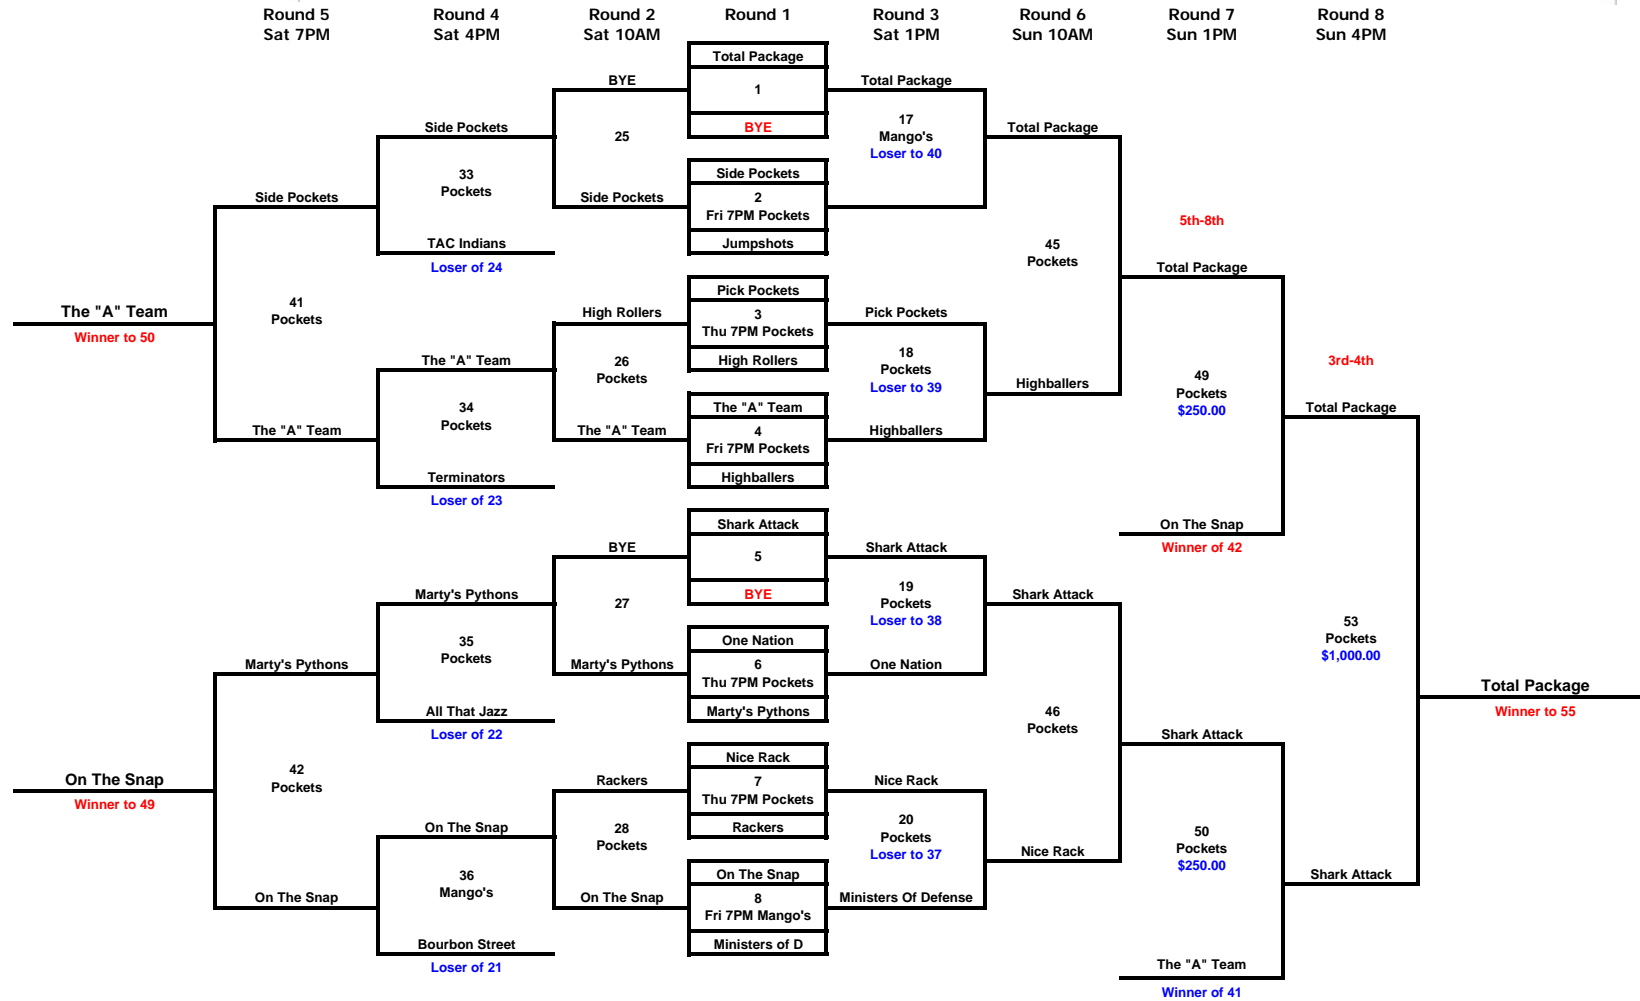 Round 5
Sat 7PM
Round 4
Sat 4PM
Round 2
Sat 10AM
Round 1
Round 3
Sat 1PM
Round 6
Sun 10AM
Round 7
Sun 1PM
Round 8
Sun 4PM
Side Pockets
41
Pockets
The "A" Team
Winner to 50
The "A" Team
Marty's Pythons
42
Pockets
On The Snap
Winner to 49
On The Snap
Side Pockets
33
Pockets
TAC Indians
Loser of 24
The "A" Team
34
Pockets
Terminators
Loser of 23
Marty's Pythons
35
Pockets
All That Jazz
Loser of 22
On The Snap
36
Mango's
Bourbon Street
Loser of 21
BYE
25
Side Pockets
High Rollers
26
Pockets
The "A" Team
BYE
27
Marty's Pythons
Rackers
28
Pockets
On The Snap
Total Package
1
BYE
Side Pockets
2
Fri 7PM Pockets
Jumpshots
Pick Pockets
3
Thu 7PM Pockets
High Rollers
The "A" Team
4
Fri 7PM Pockets
Highballers
Shark Attack
5
BYE
One Nation
6
Thu 7PM Pockets
Marty's Pythons
Nice Rack
7
Thu 7PM Pockets
Rackers
On The Snap
8
Fri 7PM Mango's
Ministers of D
Total Package
17
Mango's
Loser to 40
Pick Pockets
18
Pockets
Loser to 39
Highballers
Shark Attack
19
Pockets
Loser to 38
One Nation
Nice Rack
20
Pockets
Loser to 37
Ministers Of Defense
Total Package
45
Pockets
Highballers
Shark Attack
46
Pockets
Nice Rack
5th-8th
Total Package
49
Pockets
$250.00
On The Snap
Winner of 42
Shark Attack
50
Pockets
$250.00
The "A" Team
Winner of 41
3rd-4th
Total Package
53
Pockets
$1,000.00
Shark Attack
Total Package
Winner to 55